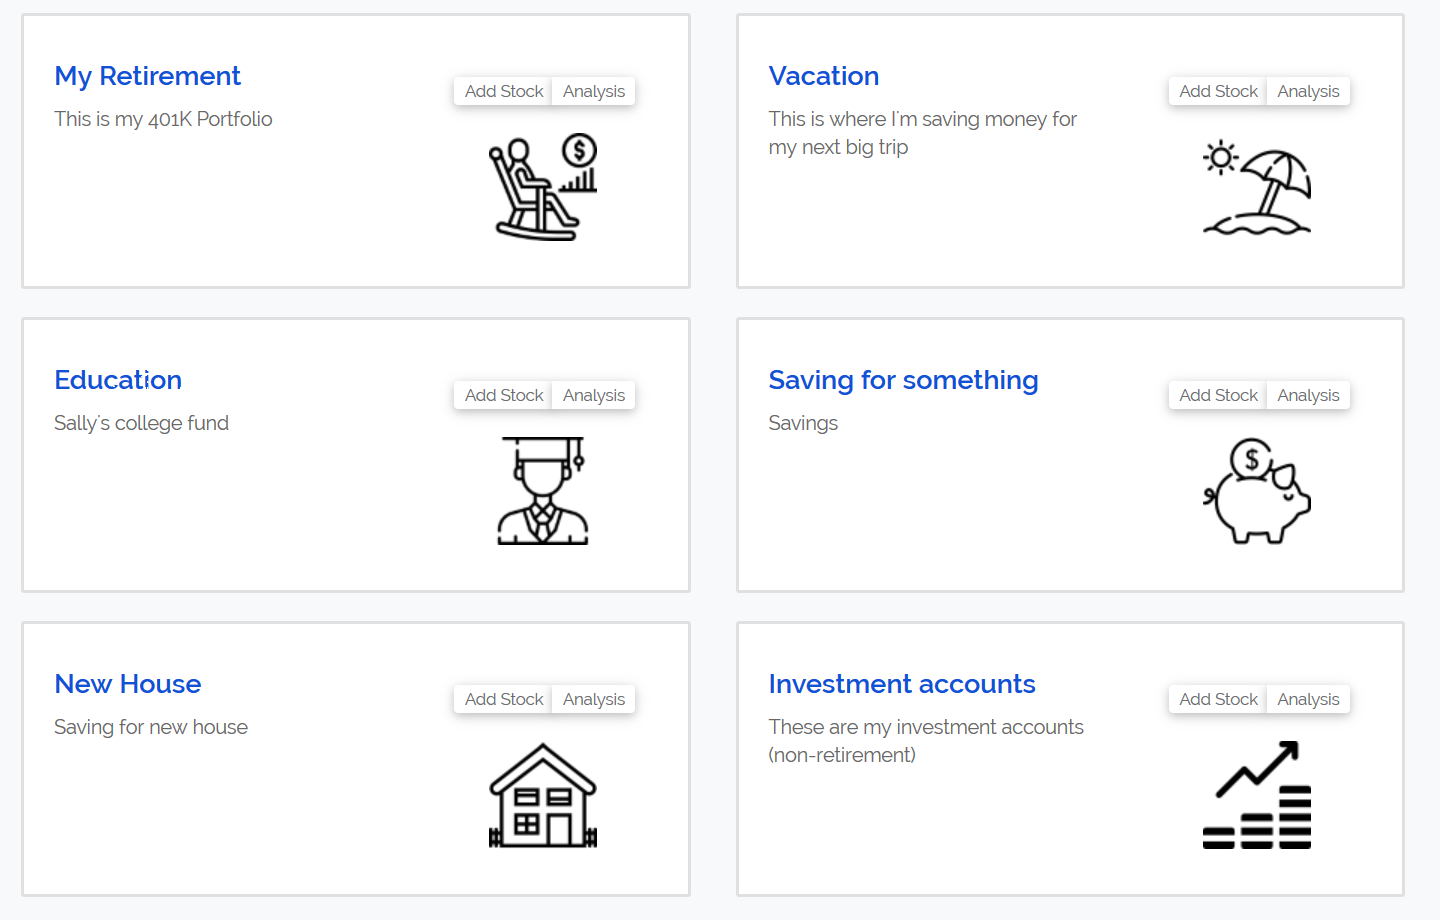 My Retirement
Add Stock Analysis
This is my 401K Portfolio
$
Vacation
Add Stock Analysis
This is where I'm saving money for
my next big trip
Education
Add Stock Analysis
Sally's college fund
Saving for something
Add Stock Analysis
Savings
$
New House
Add Stock Analysis
Saving for new house
Investment accounts
Add Stock Analysis
These are my investment accounts
(non-retirement)